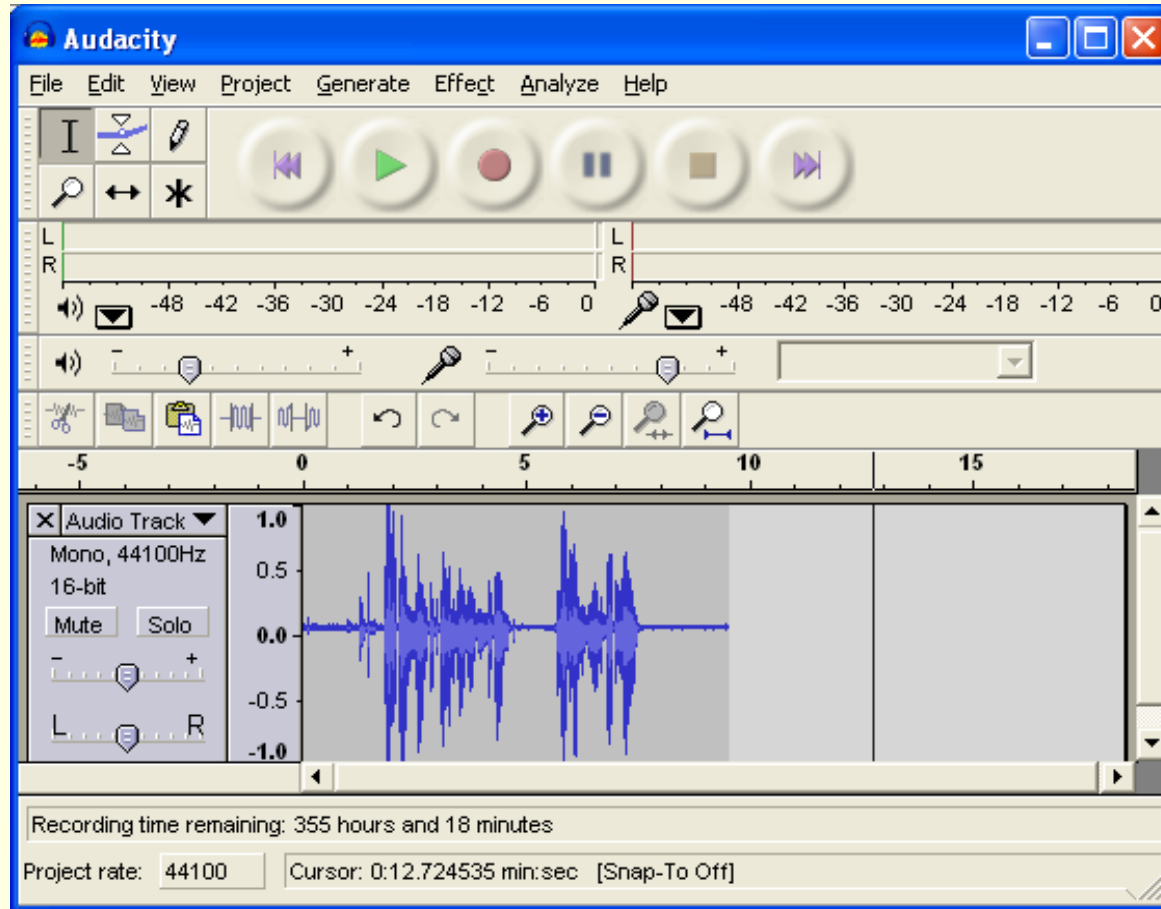 Audacity
File Edit View Project Generate Effect Analyze Help
L L
R R
-48 -42 -36 -30 -24 -18 -12 -6 0 -48 -42 -36 -30 -24 -18 -12 -6 0
- + - +
-5 0 5 10 15
X Audio Track 1.0
Mono, 44100Hz
0.5
16-bit
Mute Solo
0.0
- +
-0.5
L R
-1.0
Recording time remaining: 355 hours and 18 minutes
Project rate: 44100 Cursor: 0:12.724535 min:sec [Snap-To Off]